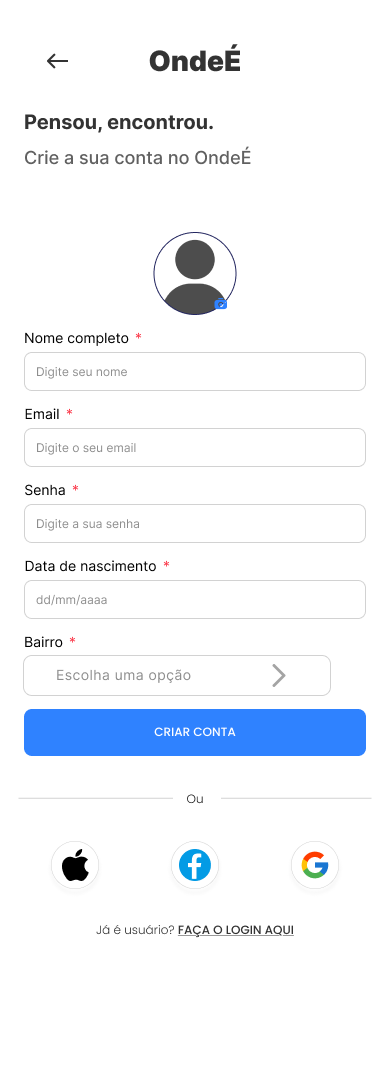 OndeÉ
Pensou, encontrou.
Crie a sua conta no OndeÉ
Nome completo *
Digite seu nome
Email *
Digite o seu email
Senha *
Digite a sua senha
Data de nascimento *
dd/mm/aaaa
Bairro *
Escolha uma opção
CRIAR CONTA
Ou
Já é usuário? FAÇA O LOGIN AQUI